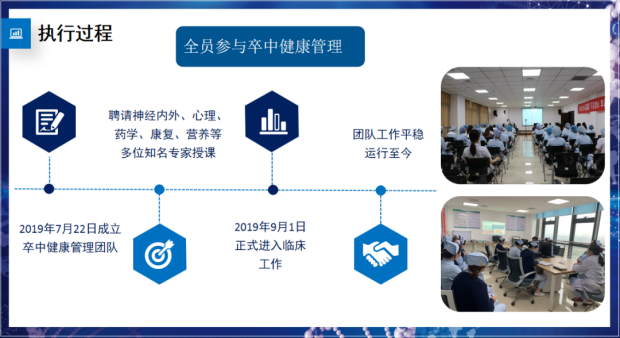 执行过程
全员参与卒中健康管理
聘请神经内外、心理、
药学、康复、营养等
多位知名专家授课
团队工作平稳
运行至今
2019年7月22日成立
卒中健康管理团队
2019年9月1日
正式进入临床
工作